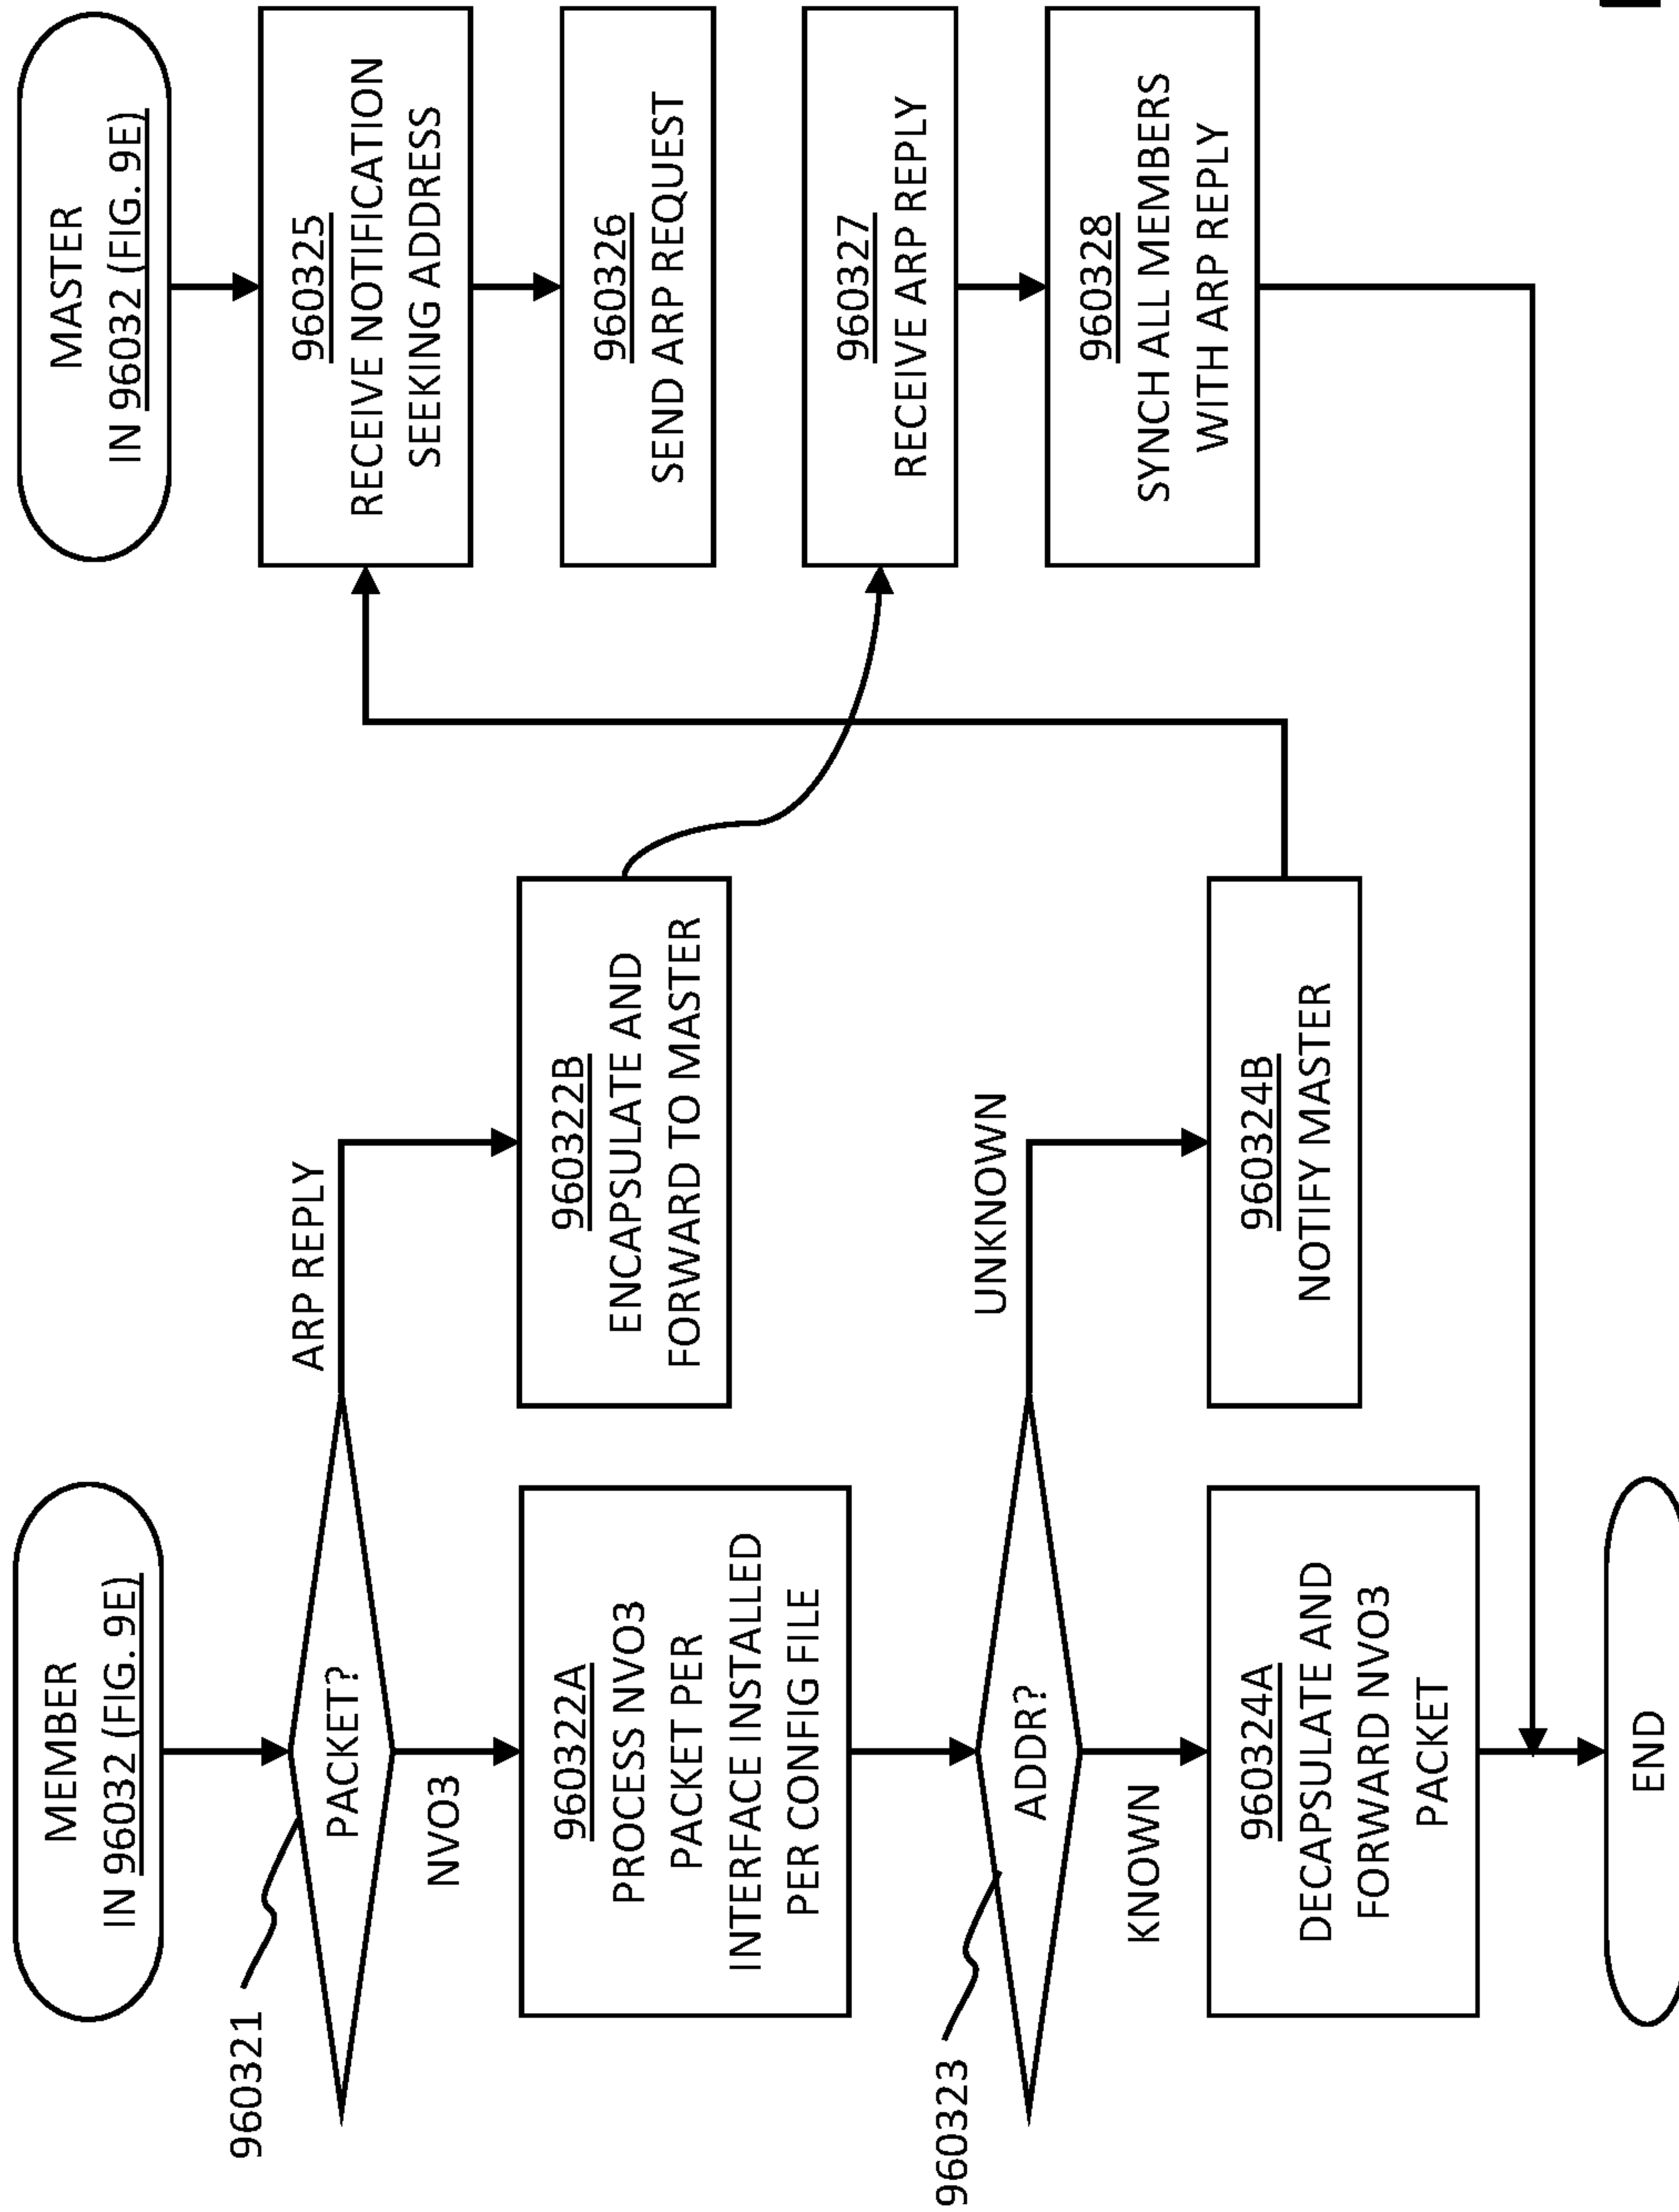 MEMBER
IN 96032 (FIG. 9E)
960321
PACKET?
ARP REPLY
NVO3
960322A
PROCESS NVO3
PACKET PER
INTERFACE INSTALLED
PER CONFIG FILE
960322B
ENCAPSULATE AND
FORWARD TO MASTER
960323
ADDR?
UNKNOWN
KNOWN
960324A
DECAPSULATE AND
FORWARD NVO3
PACKET
960324B
NOTIFY MASTER
END
MASTER
IN 96032 (FIG. 9E)
960325
RECEIVE NOTIFICATION
SEEKING ADDRESS
960326
SEND ARP REQUEST
960327
RECEIVE ARP REPLY
960328
SYNCH ALL MEMBERS
WITH ARP REPLY